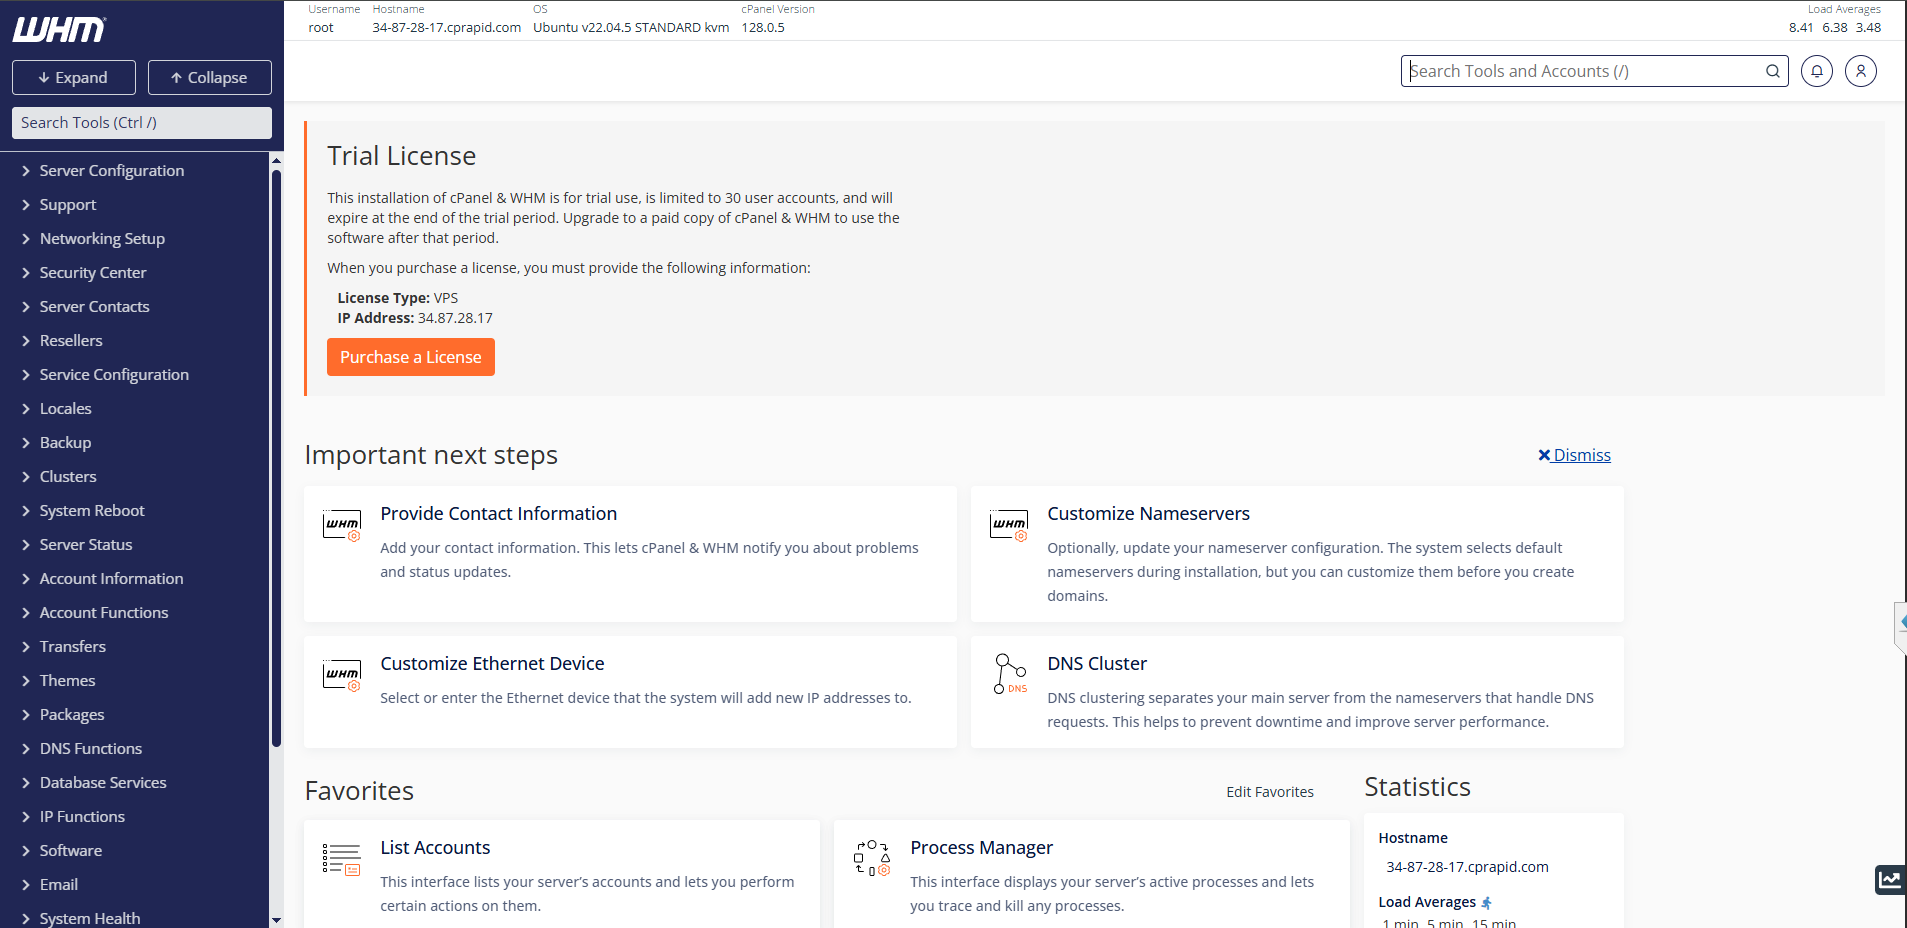 WHM
Expand
Collapse
Search Tools (Ctrl /)
Server Configuration
Support
Networking Setup
Security Center
Server Contacts
Resellers
Service Configuration
Locales
Backup
Clusters
System Reboot
Server Status
Account Information
Account Functions
Transfers
Themes
Packages
DNS Functions
Database Services
IP Functions
Software
Email
System Health
Username Hostname OS cPanel Version
root 34-87-28-17.cprapid.com Ubuntu v22.04.5 STANDARD kvm 128.0.5
Load Averages
8.41 6.38 3.48
Search Tools and Accounts (/)
Trial License
This installation of cPanel & WHM is for trial use, is limited to 30 user accounts, and will
expire at the end of the trial period. Upgrade to a paid copy of cPanel & WHM to use the
software after that period.
When you purchase a license, you must provide the following information:
License Type: VPS
IP Address: 34.87.28.17
Purchase a License
Important next steps
Dismiss
WHM
Provide Contact Information
Add your contact information. This lets cPanel & WHM notify you about problems
and status updates.
WHM
Customize Nameservers
Optionally, update your nameserver configuration. The system selects default
nameservers during installation, but you can customize them before you create
domains.
WHM
Customize Ethernet Device
Select or enter the Ethernet device that the system will add new IP addresses to.
DNS
DNS Cluster
DNS clustering separates your main server from the nameservers that handle DNS
requests. This helps to prevent downtime and improve server performance.
Favorites
Edit Favorites
List Accounts
This interface lists your server's accounts and lets you perform
certain actions on them.
Process Manager
This interface displays your server's active processes and lets
you trace and kill any processes.
Statistics
Hostname
34-87-28-17.cprapid.com
Load Averages
1 min 5 min 15 min